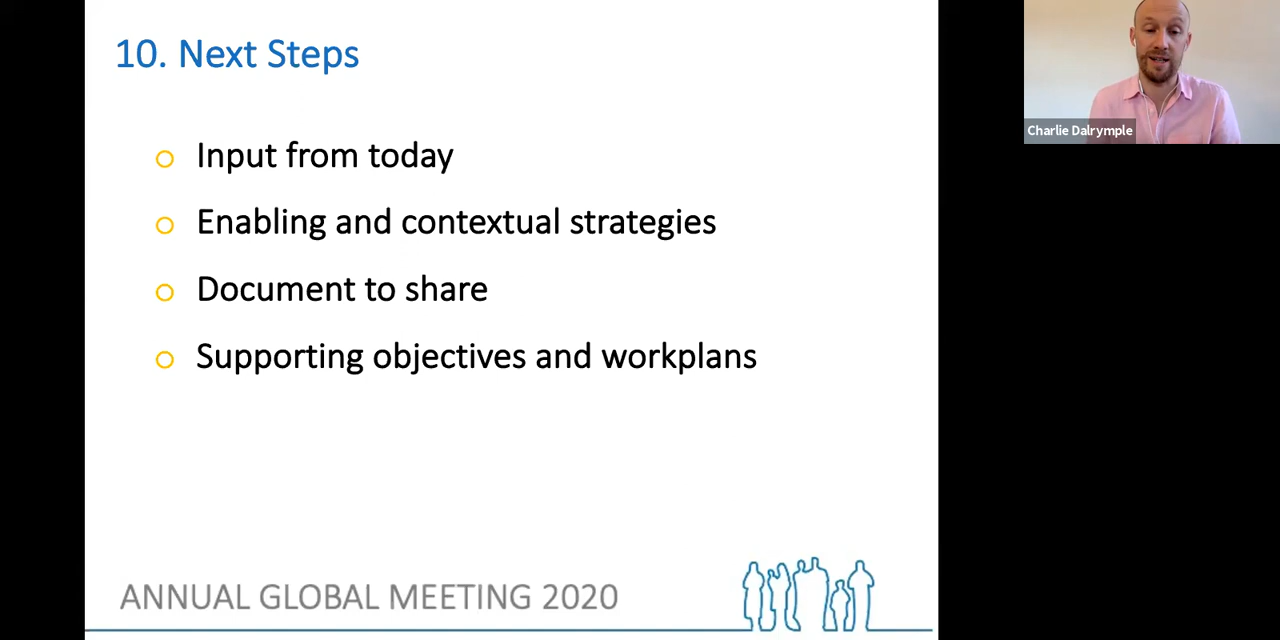 10. Next Steps
Input from today
Enabling and contextual strategies
Document to share
Supporting objectives and workplans
ANNUAL GLOBAL MEETING 2020
Charlie Dalrymple